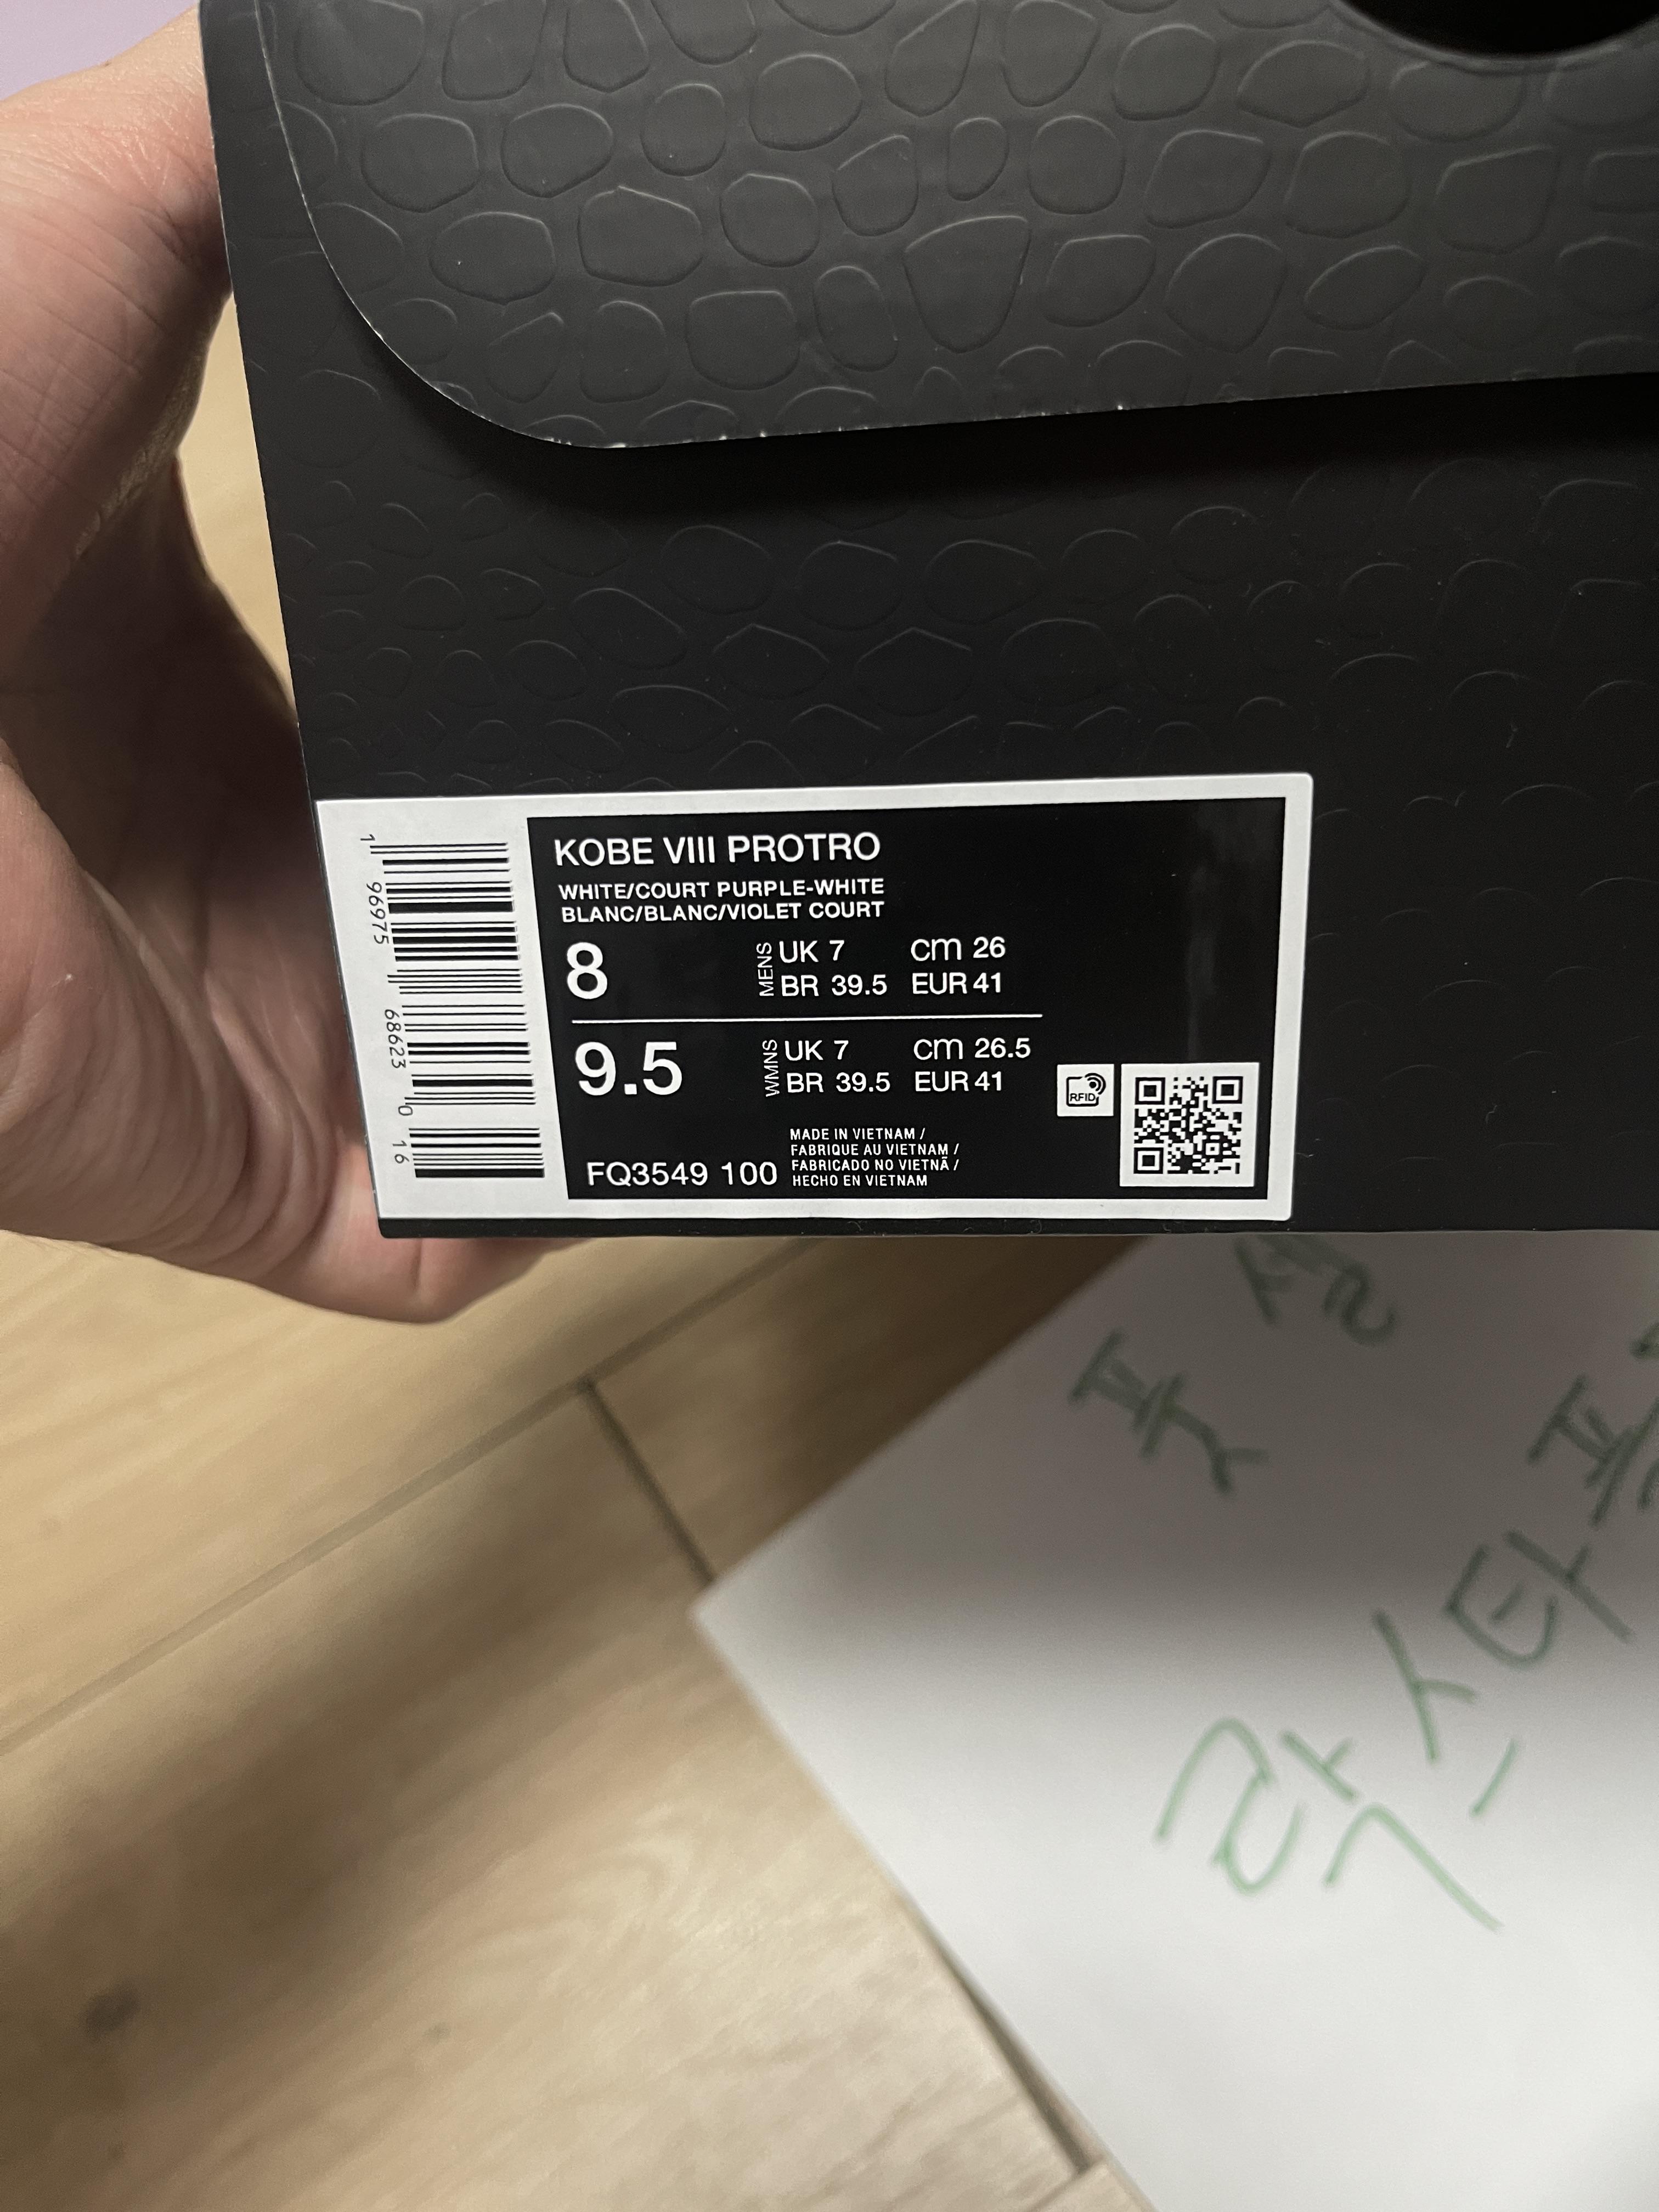 KOBE VIII PROTRO
WHITE/COURT PURPLE-WHITE
BLANC/BLANC/VIOLET COURT
8 MENS UK 7 cm 26
BR 39.5 EUR 41
9.5 WMNS UK 7 cm 26.5
BR 39.5 EUR 41
RFID
MADE IN VIETNAM /
FABRIQUE AU VIETNAM /
FABRICADO NO VIETNÃ /
HECHO EN VIETNAM
FQ3549 100
1 96975 68623 0 16